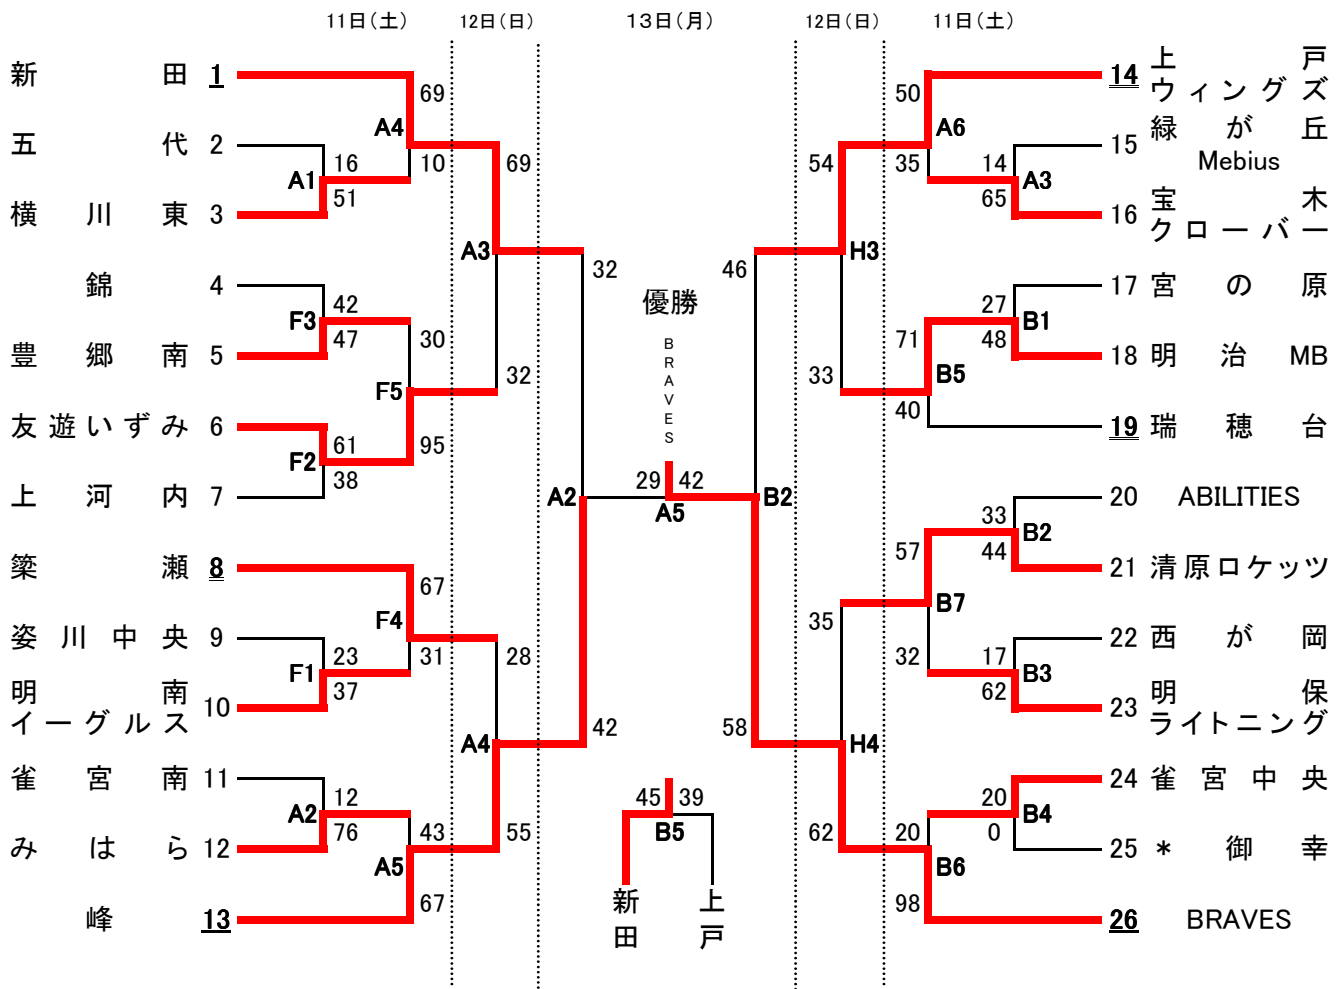 11日(土) 12日(日) 13日(月) 12日(日) 11日(土)
新田 1
五代 2
横川東 3
錦 4
豊郷南 5
友遊いずみ 6
上河内 7
簗瀬 8
姿川中央 9
明南
イーグルス 10
雀宮南 11
みはら 12
峰 13
69
A4
10
16
A1
51
42
F3
47
30
F5
95
61
F2
38
67
F4
31
23
F1
37
12
A2
76
43
A5
67
69
A3
32
28
A4
55
32
A2
42
優勝
BRAVES
29 42
A5
45 39
B5
新田 上戸
46
B2
58
54
H3
33
35
H4
62
50
A6
35
14
A3
65
27
B1
48
71
B5
40
33
B2
44
57
B7
32
17
B3
62
20
B4
0
20
B6
98
14 上戸
ウィングズ
15 緑が丘
Mebius
16 宝木
クローバー
17 宮の原
18 明治MB
19 瑞穂台
20 ABILITIES
21 清原ロケッツ
22 西が岡
23 明保
ライトニング
24 雀宮中央
25 *御幸
26 BRAVES